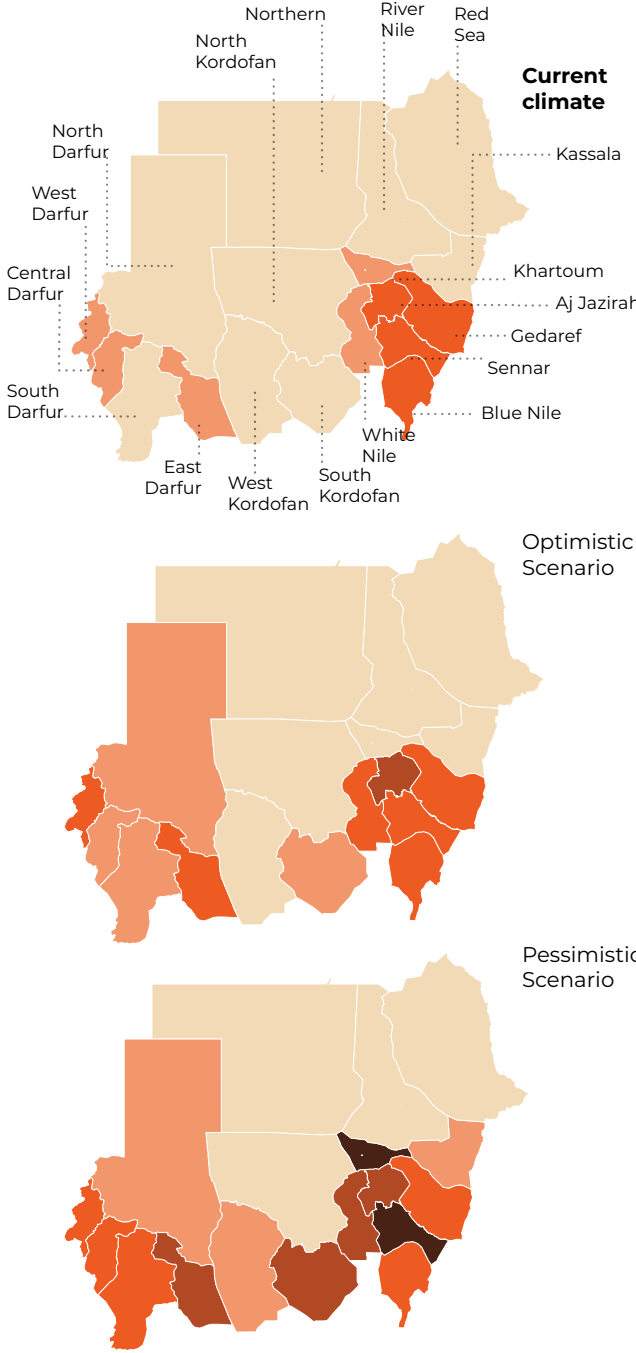 Northern
River
Nile
Red
Sea
North
Kordofan
Current
climate
North
Darfur
Kassala
West
Darfur
Central
Darfur
Khartoum
Aj Jazirah
Gedaref
Sennar
South
Darfur
Blue Nile
White
Nile
East
Darfur
West
Kordofan
South
Kordofan
Optimistic
Scenario
Pessimistic
Scenario